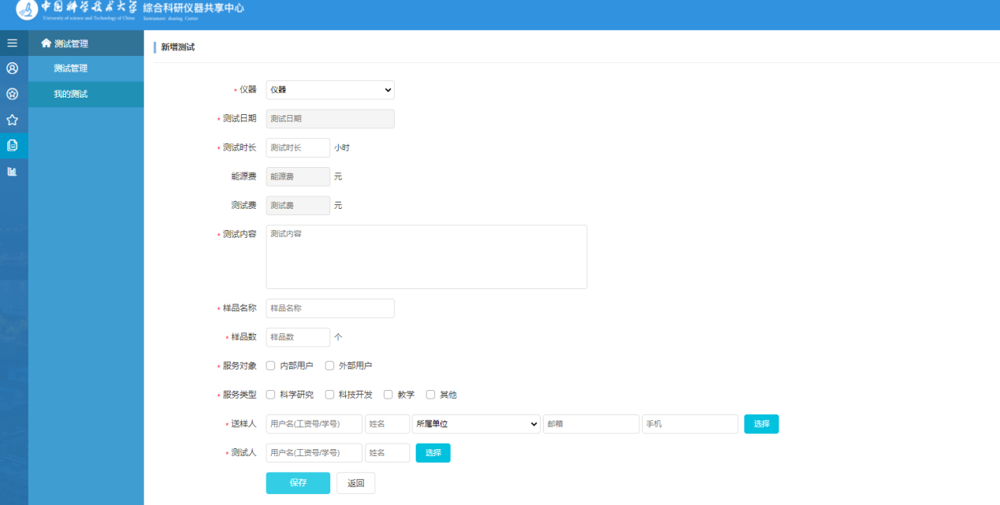 中国科学技术大学 综合科研仪器共享中心
University of science and Technology of China Instrument sharing Center
测试管理
测试管理
我的测试
新增测试
* 仪器 仪器
* 测试日期 测试日期
* 测试时长 测试时长 小时
能源费 能源费 元
测试费 测试费 元
* 测试内容 测试内容
* 样品名称 样品名称
* 样品数 样品数 个
* 服务对象 内部用户 外部用户
* 服务类型 科学研究 科技开发 教学 其他
* 送样人 用户名(工资号/学号) 姓名 所属单位 邮箱 手机 选择
* 测试人 用户名(工资号/学号) 姓名 选择
保存 返回